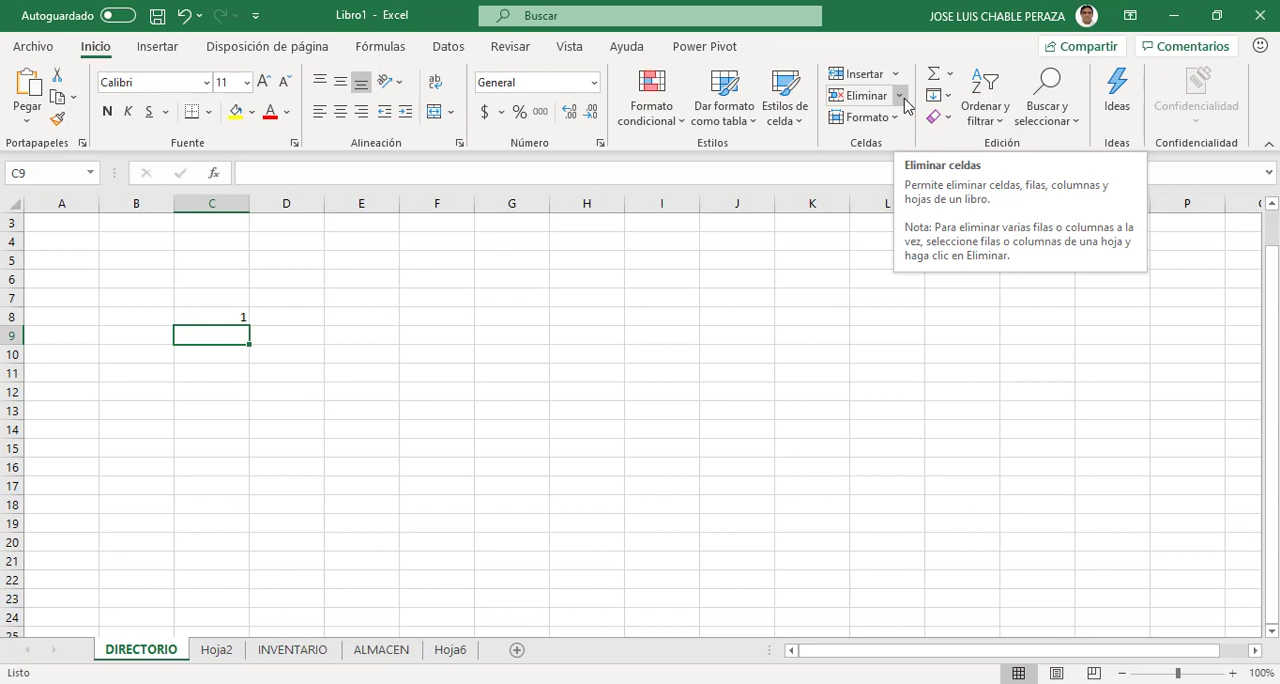 Autoguardado
Libro1 - Excel
Buscar
JOSE LUIS CHABLE PERAZA
Archivo Inicio Insertar Disposición de página Fórmulas Datos Revisar Vista Ayuda Power Pivot
Compartir
Comentarios
Pegar
Calibri 11
N K S
General
$ % 000
Formato condicional
Dar formato como tabla
Estilos de celda
Insertar
Eliminar
Formato
Ordenar y filtrar
Buscar y seleccionar
Ideas
Confidencialidad
Portapapeles Fuente Alineación Número Estilos Celdas Edición Ideas Confidencialidad
C9
fx
Eliminar celdas
Permite eliminar celdas, filas, columnas y
hojas de un libro.
Nota: Para eliminar varias filas o columnas a la
vez, seleccione filas o columnas de una hoja y
haga clic en Eliminar.
A B C D E F G H I J K L P
3
4
5
6
7
8 1
9
10
11
12
13
14
15
16
17
18
19
20
21
22
23
24
25
DIRECTORIO Hoja2 INVENTARIO ALMACEN Hoja6
Listo
100%